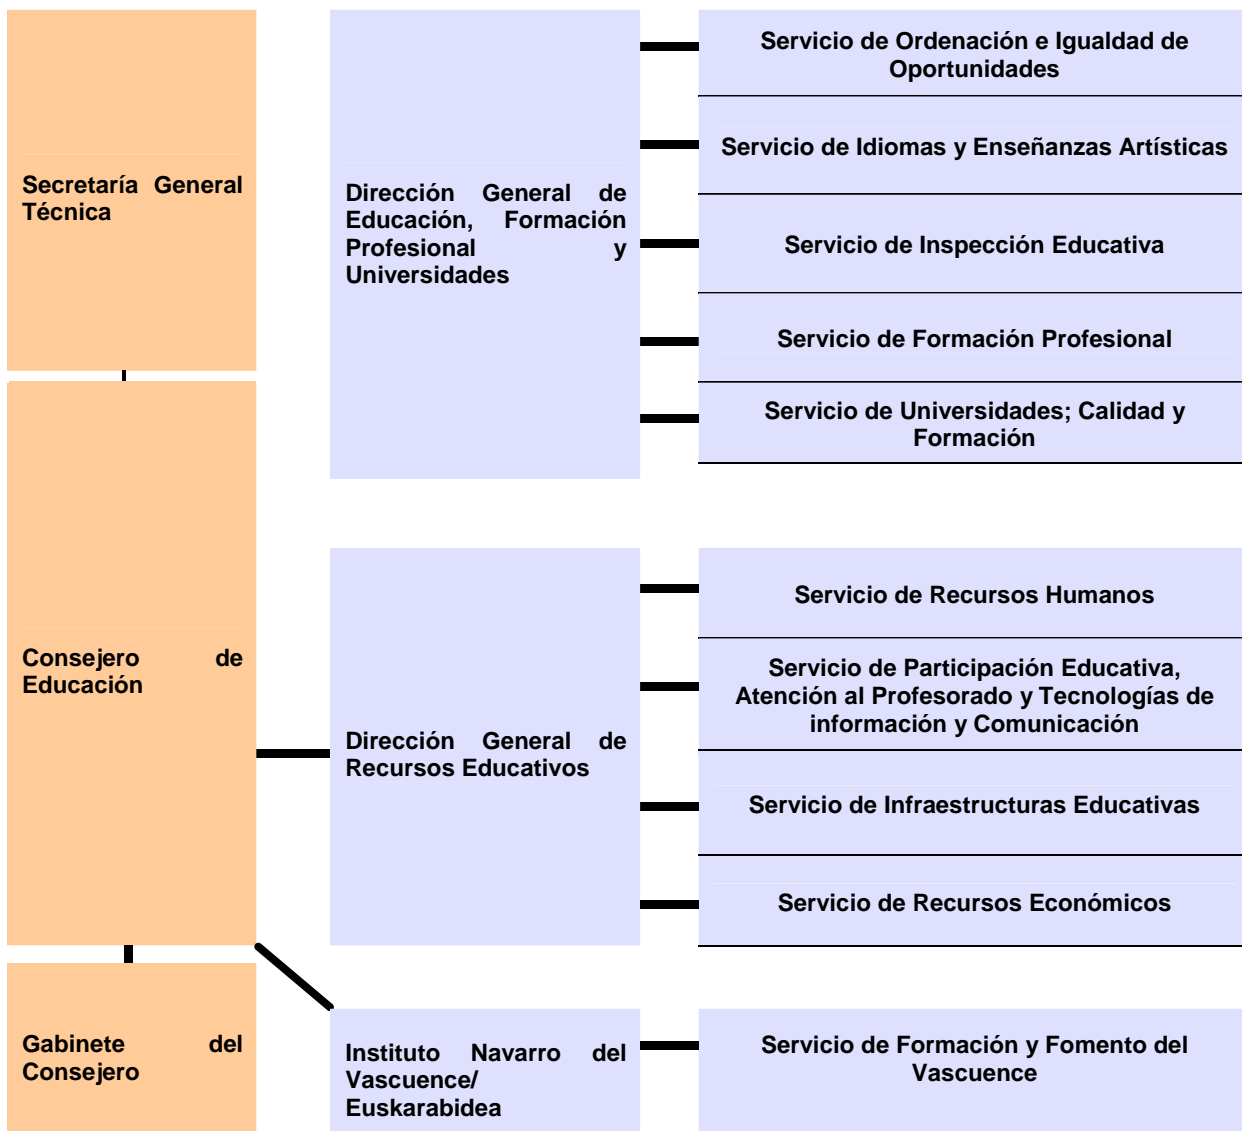 Secretaría General
Técnica
Consejero de
Educación
Gabinete del
Consejero
Dirección General de
Educación, Formación
Profesional y
Universidades
Servicio de Ordenación e Igualdad de
Oportunidades
Servicio de Idiomas y Enseñanzas Artísticas
Servicio de Inspección Educativa
Servicio de Formación Profesional
Servicio de Universidades; Calidad y
Formación
Dirección General de
Recursos Educativos
Servicio de Recursos Humanos
Servicio de Participación Educativa,
Atención al Profesorado y Tecnologías de
información y Comunicación
Servicio de Infraestructuras Educativas
Servicio de Recursos Económicos
Instituto Navarro del
Vascuence/
Euskarabidea
Servicio de Formación y Fomento del
Vascuence